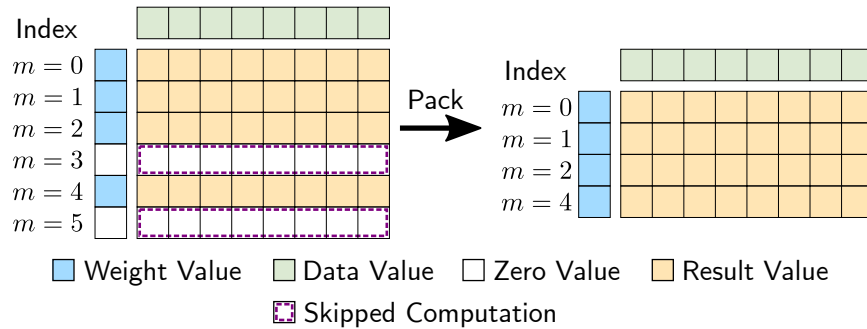 Index
m = 0
m = 1
m = 2
m = 3
m = 4
m = 5
Pack
Index
m = 0
m = 1
m = 2
m = 4
Weight Value Data Value Zero Value Result Value
Skipped Computation